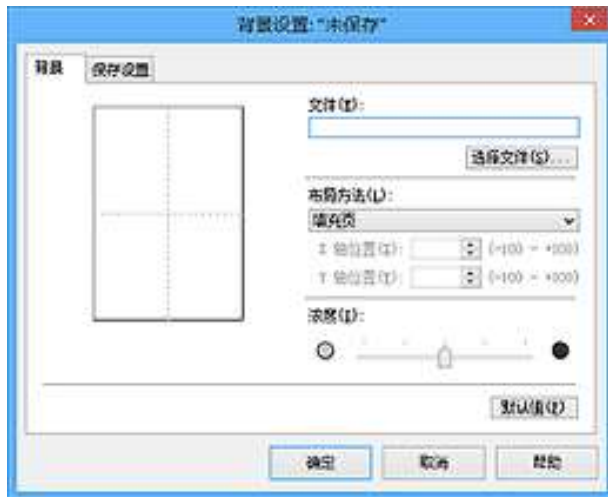 背景设置: "未保存"
背景 保存设置
文件(E):
选择文件(S)...
布局方法(L):
填充页
X 轴位置(X): (-100 ~ +100)
Y 轴位置(Y): (-100 ~ +100)
浓度(I):
默认值
确定 取消 帮助